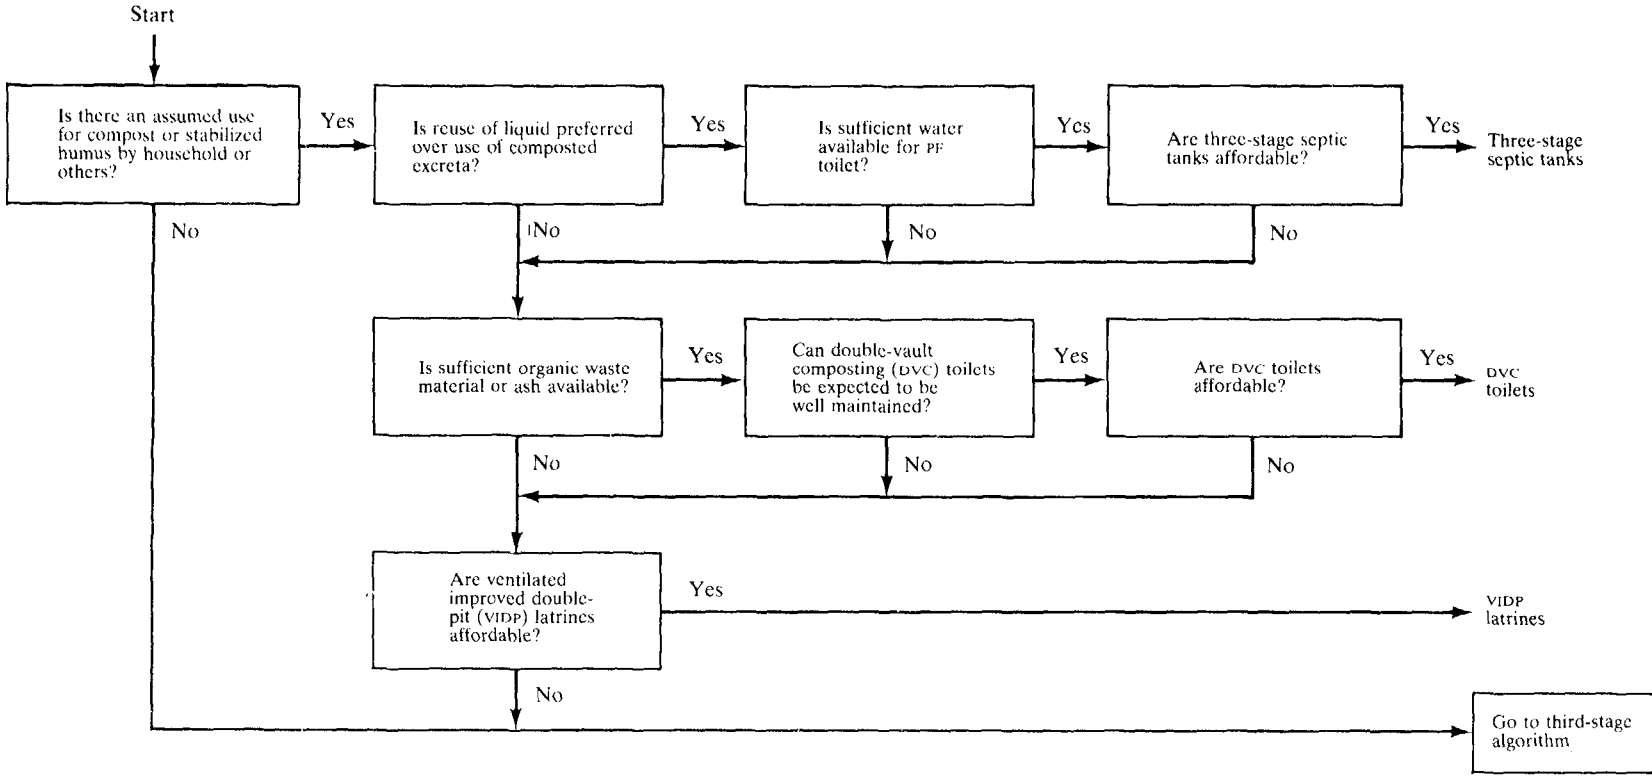 Start
Is there an assumed use
for compost or stabilized
humus by household or
others?
Yes
Is reuse of liquid preferred
over use of composted
excreta?
Yes
Is sufficient water
available for PF
toilet?
Yes
Are three-stage septic
tanks affordable?
Yes
Three-stage
septic tanks
No
No
No
No
Is sufficient organic waste
material or ash available?
Yes
Can double-vault
composting (DVC) toilets
be expected to be
well maintained?
Yes
Are DVC toilets
affordable?
Yes
DVC
toilets
No
No
No
Are ventilated
improved double-
pit (VIDP) latrines
affordable?
Yes
VIDP
latrines
No
Go to third-stage
algorithm